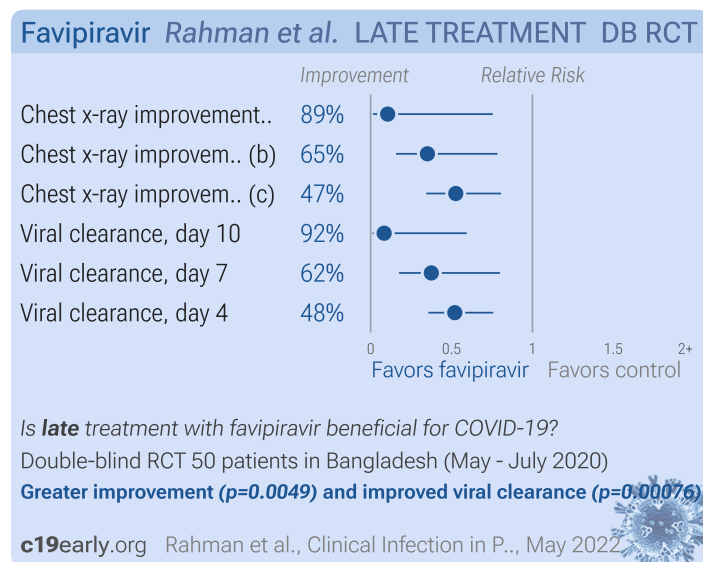 Favipiravir Rahman et al. LATE TREATMENT DB RCT
Improvement Relative Risk
Chest x-ray improvement.. 89%
Chest x-ray improvem.. (b) 65%
Chest x-ray improvem.. (c) 47%
Viral clearance, day 10 92%
Viral clearance, day 7 62%
Viral clearance, day 4 48%
0 0.5 1 1.5 2+
Favors favipiravir Favors control
Is late treatment with favipiravir beneficial for COVID-19?
Double-blind RCT 50 patients in Bangladesh (May - July 2020)
Greater improvement (p=0.0049) and improved viral clearance (p=0.00076)
c19early.org Rahman et al., Clinical Infection in P.., May 2022